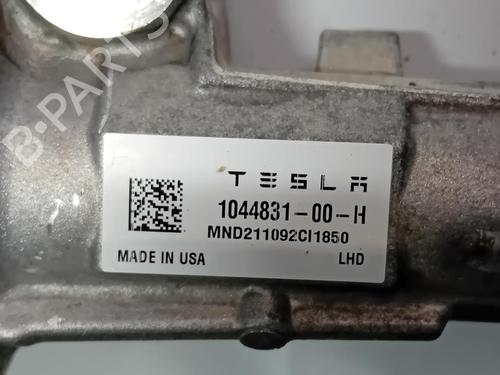 B-PARTS
TESLA
1044831-00-H
MND211092CI1850
MADE IN USA LHD